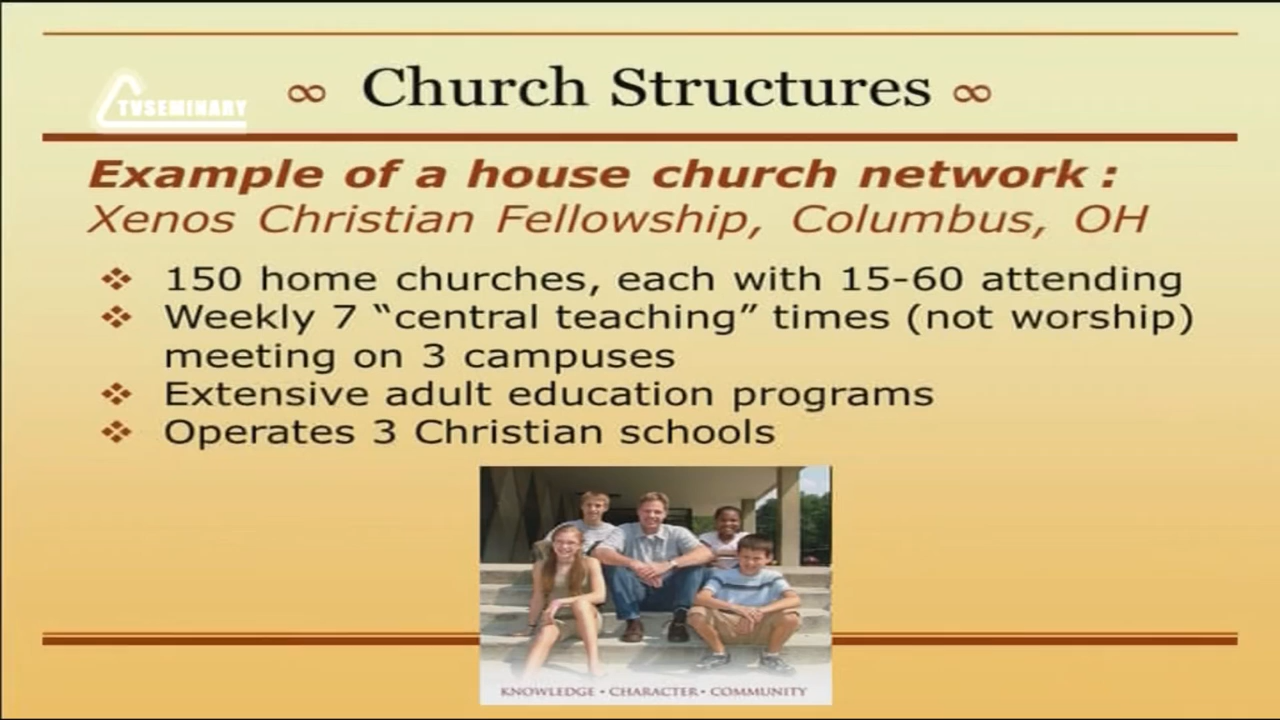 TVSEMINARY
∞ Church Structures ∞
Example of a house church network :
Xenos Christian Fellowship, Columbus, OH
❖ 150 home churches, each with 15-60 attending
❖ Weekly 7 “central teaching” times (not worship)
meeting on 3 campuses
❖ Extensive adult education programs
❖ Operates 3 Christian schools
KNOWLEDGE • CHARACTER • COMMUNITY